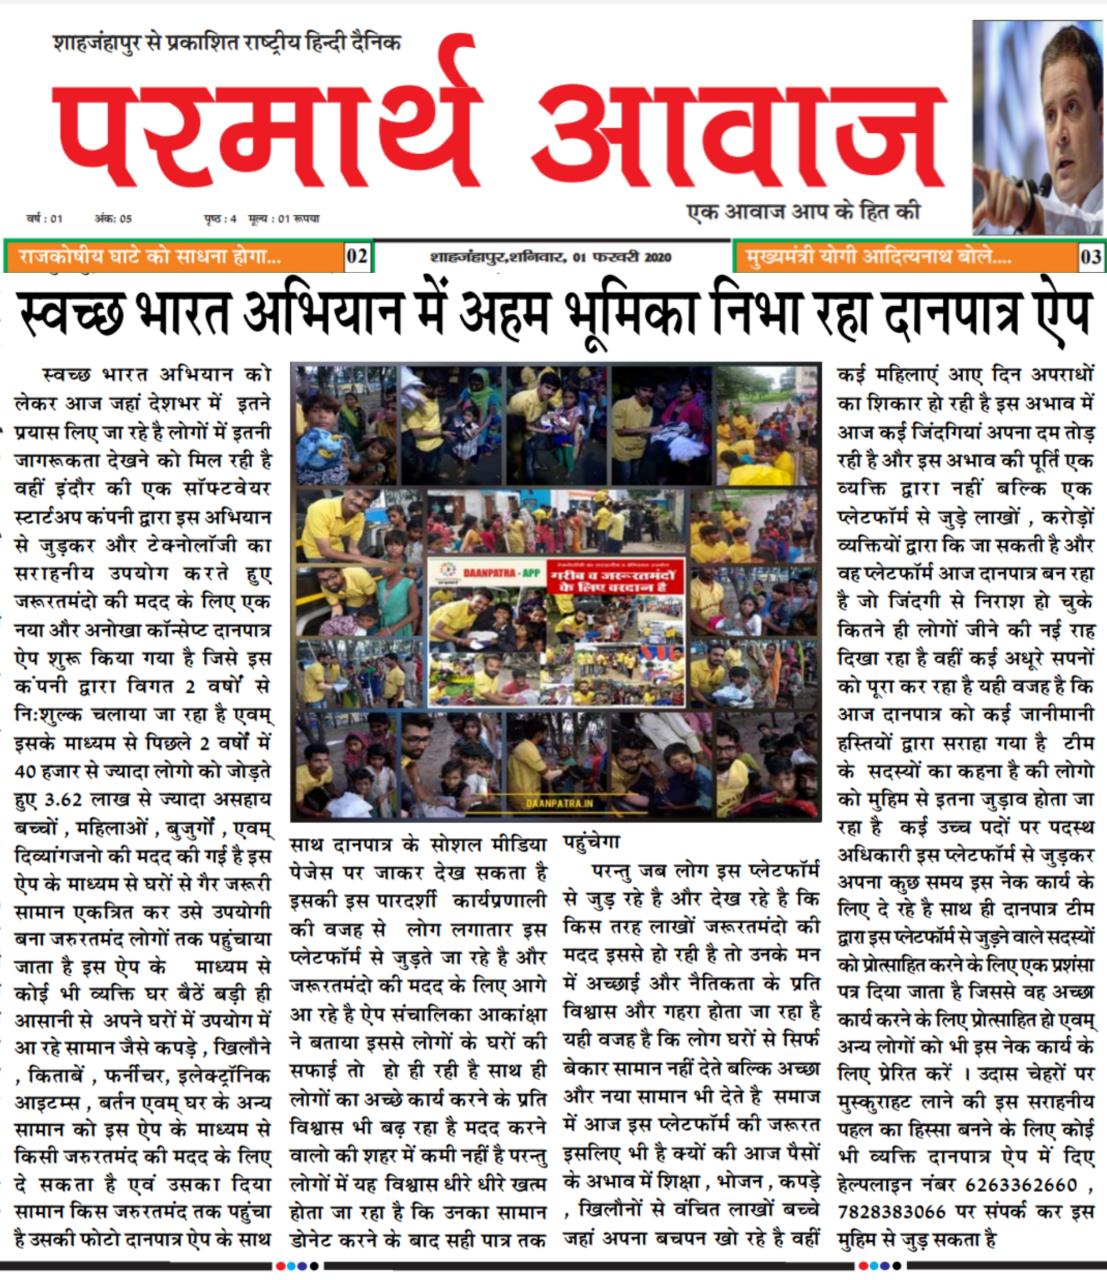 शाहजंहापुर से प्रकाशित राष्ट्रीय हिन्दी दैनिक
परमार्थ आवाज
वर्ष : 01 अंक: 05 पृष्ठ : 4 मूल्य : 01 रूपया
एक आवाज आप के हित की
राजकोषीय घाटे को साधना होगा... 02
शाहजंहापुर,शनिवार, 01 फरवरी 2020
मुख्यमंत्री योगी आदित्यनाथ बोले.... 03
स्वच्छ भारत अभियान में अहम भूमिका निभा रहा दानपात्र ऐप
स्वच्छ भारत अभियान को
लेकर आज जहां देशभर में इतने
प्रयास लिए जा रहे है लोगों में इतनी
जागरूकता देखने को मिल रही है
वहीं इंदौर की एक सॉफ्टवेयर
स्टार्टअप कंपनी द्वारा इस अभियान
से जुड़कर और टेक्नोलॉजी का
सराहनीय उपयोग करते हुए
जरूरतमंदो की मदद के लिए एक
नया और अनोखा कॉन्सेप्ट दानपात्र
ऐप शुरू किया गया है जिसे इस
कंपनी द्वारा विगत 2 वर्षों से
नि:शुल्क चलाया जा रहा है एवम्
इसके माध्यम से पिछले 2 वर्षों में
40 हजार से ज्यादा लोगो को जोड़ते
हुए 3.62 लाख से ज्यादा असहाय
बच्चों , महिलाओं , बुजुर्गों , एवम्
दिव्यांगजनो की मदद की गई है इस
ऐप के माध्यम से घरों से गैर जरूरी
सामान एकत्रित कर उसे उपयोगी
बना जरुरतमंद लोगों तक पहुंचाया
जाता है इस ऐप के माध्यम से
कोई भी व्यक्ति घर बैठें बड़ी ही
आसानी से अपने घरों में उपयोग में
आ रहे सामान जैसे कपड़े , खिलौने
, किताबें , फर्नीचर, इलेक्ट्रॉनिक
आइटम्स , बर्तन एवम् घर के अन्य
सामान को इस ऐप के माध्यम से
किसी जरुरतमंद की मदद के लिए
दे सकता है एवं उसका दिया
सामान किस जरुरतमंद तक पहुंचा
है उसकी फोटो दानपात्र ऐप के साथ
DAANPATRA - APP
गरीब व जरूरतमंदों
के लिए वरदान है
DAANPATRA.IN
साथ दानपात्र के सोशल मीडिया
पेजेस पर जाकर देख सकता है
इसकी इस पारदर्शी कार्यप्रणाली
की वजह से लोग लगातार इस
प्लेटफॉर्म से जुड़ते जा रहे है और
जरूरतमंदो की मदद के लिए आगे
आ रहे है ऐप संचालिका आकांक्षा
ने बताया इससे लोगों के घरों की
सफाई तो हो ही रही है साथ ही
लोगों का अच्छे कार्य करने के प्रति
विश्वास भी बढ़ रहा है मदद करने
वालो की शहर में कमी नहीं है परन्तु
लोगों में यह विश्वास धीरे धीरे खत्म
होता जा रहा है कि उनका सामान
डोनेट करने के बाद सही पात्र तक
पहुंचेगा
परन्तु जब लोग इस प्लेटफॉर्म
से जुड़ रहे है और देख रहे है कि
किस तरह लाखों जरूरतमंदो की
मदद इससे हो रही है तो उनके मन
में अच्छाई और नैतिकता के प्रति
विश्वास और गहरा होता जा रहा है
यही वजह है कि लोग घरों से सिर्फ
बेकार सामान नहीं देते बल्कि अच्छा
और नया सामान भी देते है समाज
में आज इस प्लेटफॉर्म की जरूरत
इसलिए भी है क्यों की आज पैसों
के अभाव में शिक्षा , भोजन , कपड़े
, खिलौनों से वंचित लाखों बच्चे
जहां अपना बचपन खो रहे है वहीं
कई महिलाएं आए दिन अपराधों
का शिकार हो रही है इस अभाव में
आज कई जिंदगियां अपना दम तोड़
रही है और इस अभाव की पूर्ति एक
व्यक्ति द्वारा नहीं बल्कि एक
प्लेटफॉर्म से जुड़े लाखों , करोड़ों
व्यक्तियों द्वारा कि जा सकती है और
वह प्लेटफॉर्म आज दानपात्र बन रहा
है जो जिंदगी से निराश हो चुके
कितने ही लोगों जीने की नई राह
दिखा रहा है वहीं कई अधूरे सपनों
को पूरा कर रहा है यही वजह है कि
आज दानपात्र को कई जानीमानी
हस्तियों द्वारा सराहा गया है टीम
के सदस्यों का कहना है की लोगो
को मुहिम से इतना जुड़ाव होता जा
रहा है कई उच्च पदों पर पदस्थ
अधिकारी इस प्लेटफॉर्म से जुड़कर
अपना कुछ समय इस नेक कार्य के
लिए दे रहे है साथ ही दानपात्र टीम
द्वारा इस प्लेटफॉर्म से जुड़ने वाले सदस्यों
को प्रोत्साहित करने के लिए एक प्रशंसा
पत्र दिया जाता है जिससे वह अच्छा
कार्य करने के लिए प्रोत्साहित हो एवम्
अन्य लोगों को भी इस नेक कार्य के
लिए प्रेरित करें । उदास चेहरों पर
मुस्कुराहट लाने की इस सराहनीय
पहल का हिस्सा बनने के लिए कोई
भी व्यक्ति दानपात्र ऐप में दिए
हेल्पलाइन नंबर 6263362660 ,
7828383066 पर संपर्क कर इस
मुहिम से जुड़ सकता है